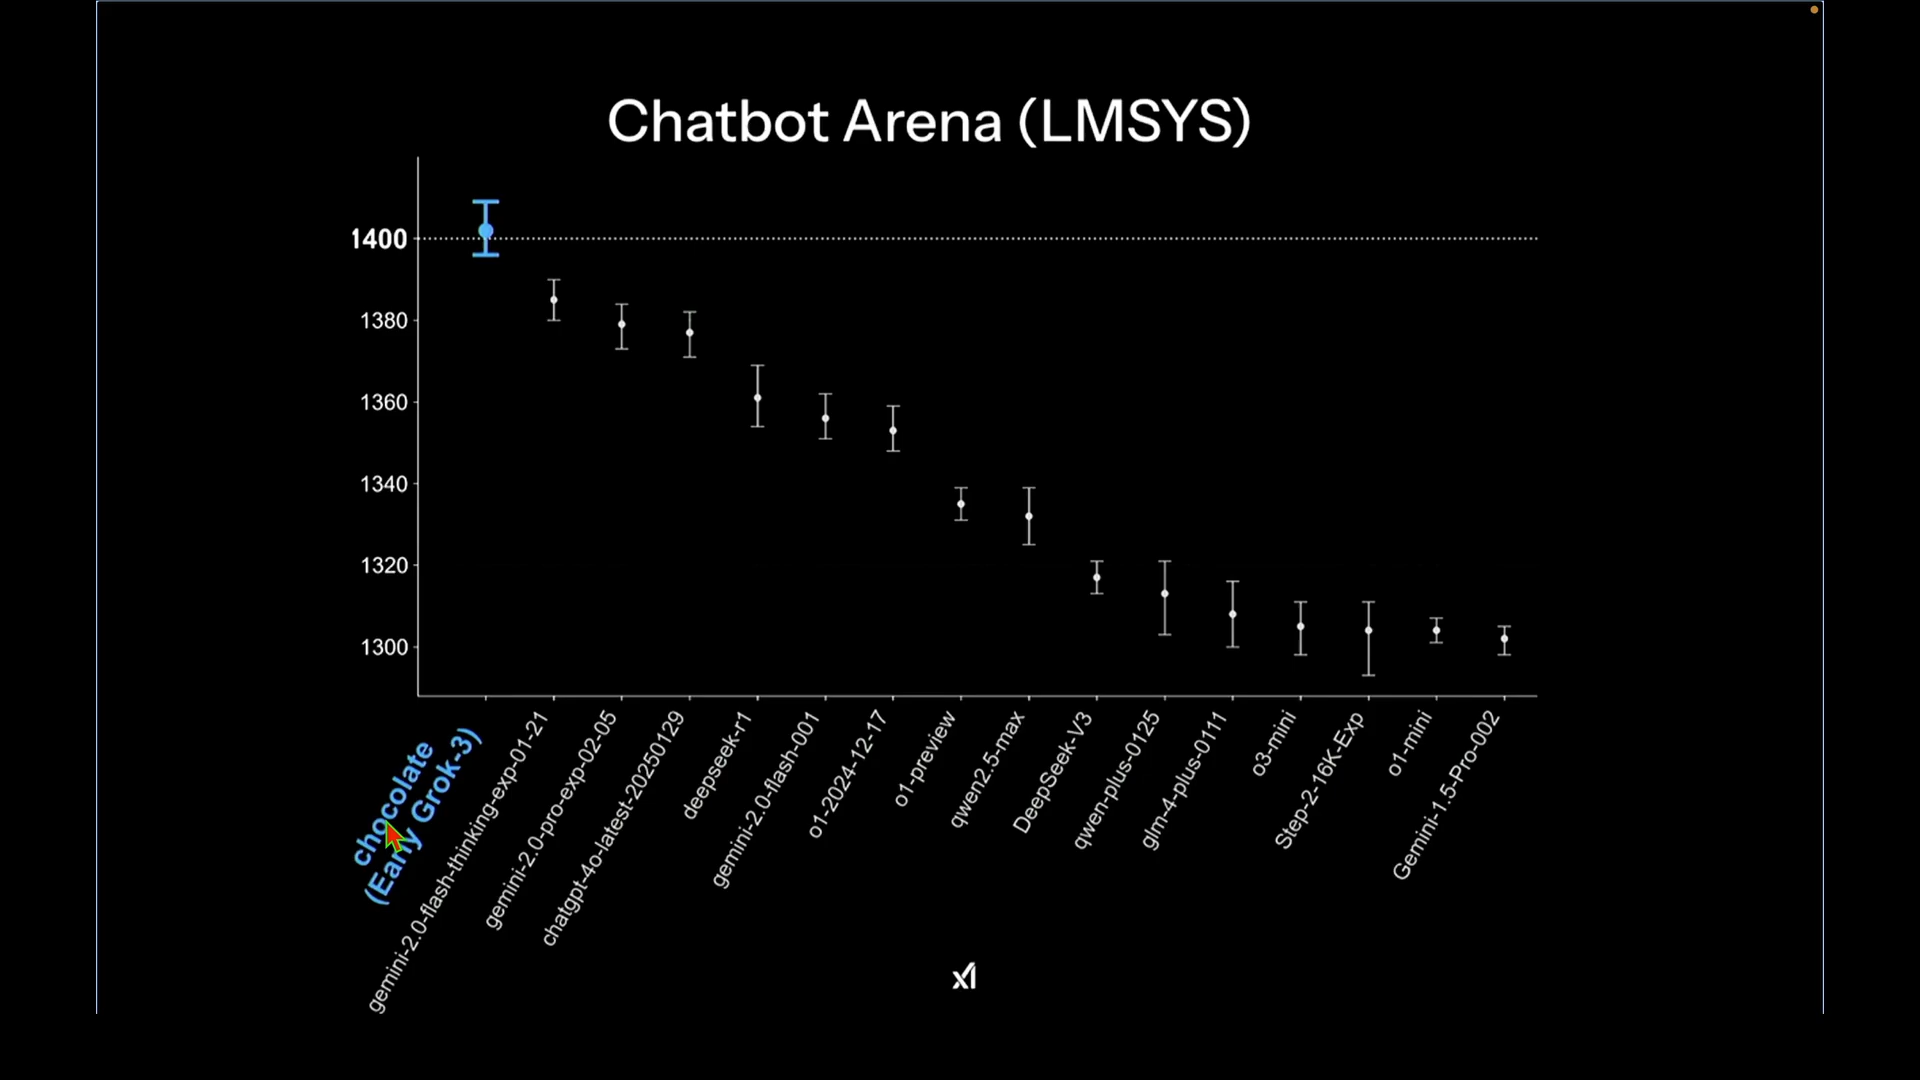 Chatbot Arena (LMSYS)
1400
1380
1360
1340
1320
1300
chocolate
(Early Grok-3)
gemini-2.0-flash-thinking-exp-01-21
gemini-2.0-pro-exp-02-05
chatgpt-4o-latest-20250129
deepseek-r1
gemini-2.0-flash-001
o1-2024-12-17
o1-preview
qwen2.5-max
DeepSeek-V3
qwen-plus-0125
glm-4-plus-0111
o3-mini
Step-2-16K-Exp
o1-mini
Gemini-1.5-Pro-002
xI